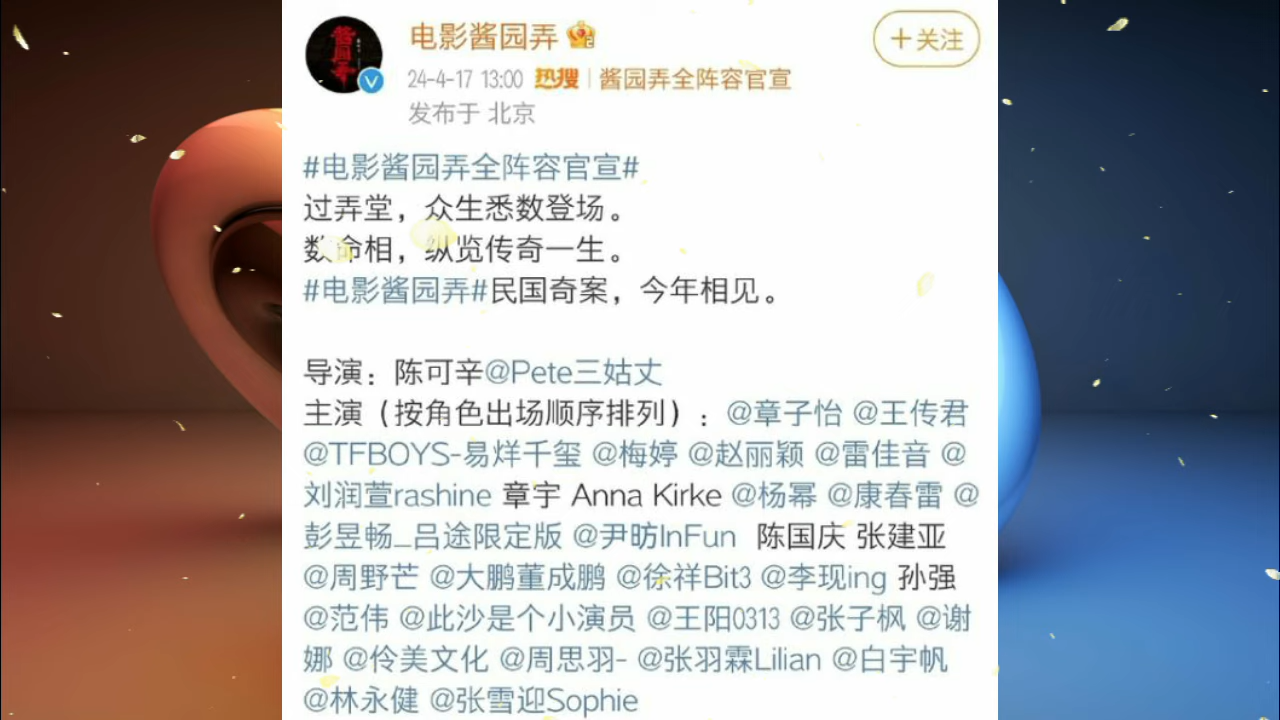 酱园弄
电影酱园弄
+关注
24-4-17 13:00 热搜 | 酱园弄全阵容官宣
发布于 北京
#电影酱园弄全阵容官宣#
过弄堂，众生悉数登场。
数命相，纵览传奇一生。
#电影酱园弄#民国奇案，今年相见。
导演：陈可辛@Pete三姑丈
主演（按角色出场顺序排列）：@章子怡 @王传君
@TFBOYS-易烊千玺 @梅婷 @赵丽颖 @雷佳音 @
刘润萱rashine 章宇 Anna Kirke @杨幂 @康春雷 @
彭昱畅_吕途限定版 @尹昉InFun 陈国庆 张建亚
@周野芒 @大鹏董成鹏 @徐祥Bit3 @李现ing 孙强
@范伟 @此沙是个小演员 @王阳0313 @张子枫 @谢
娜 @伶美文化 @周思羽- @张羽霖Lilian @白宇帆
@林永健 @张雪迎Sophie